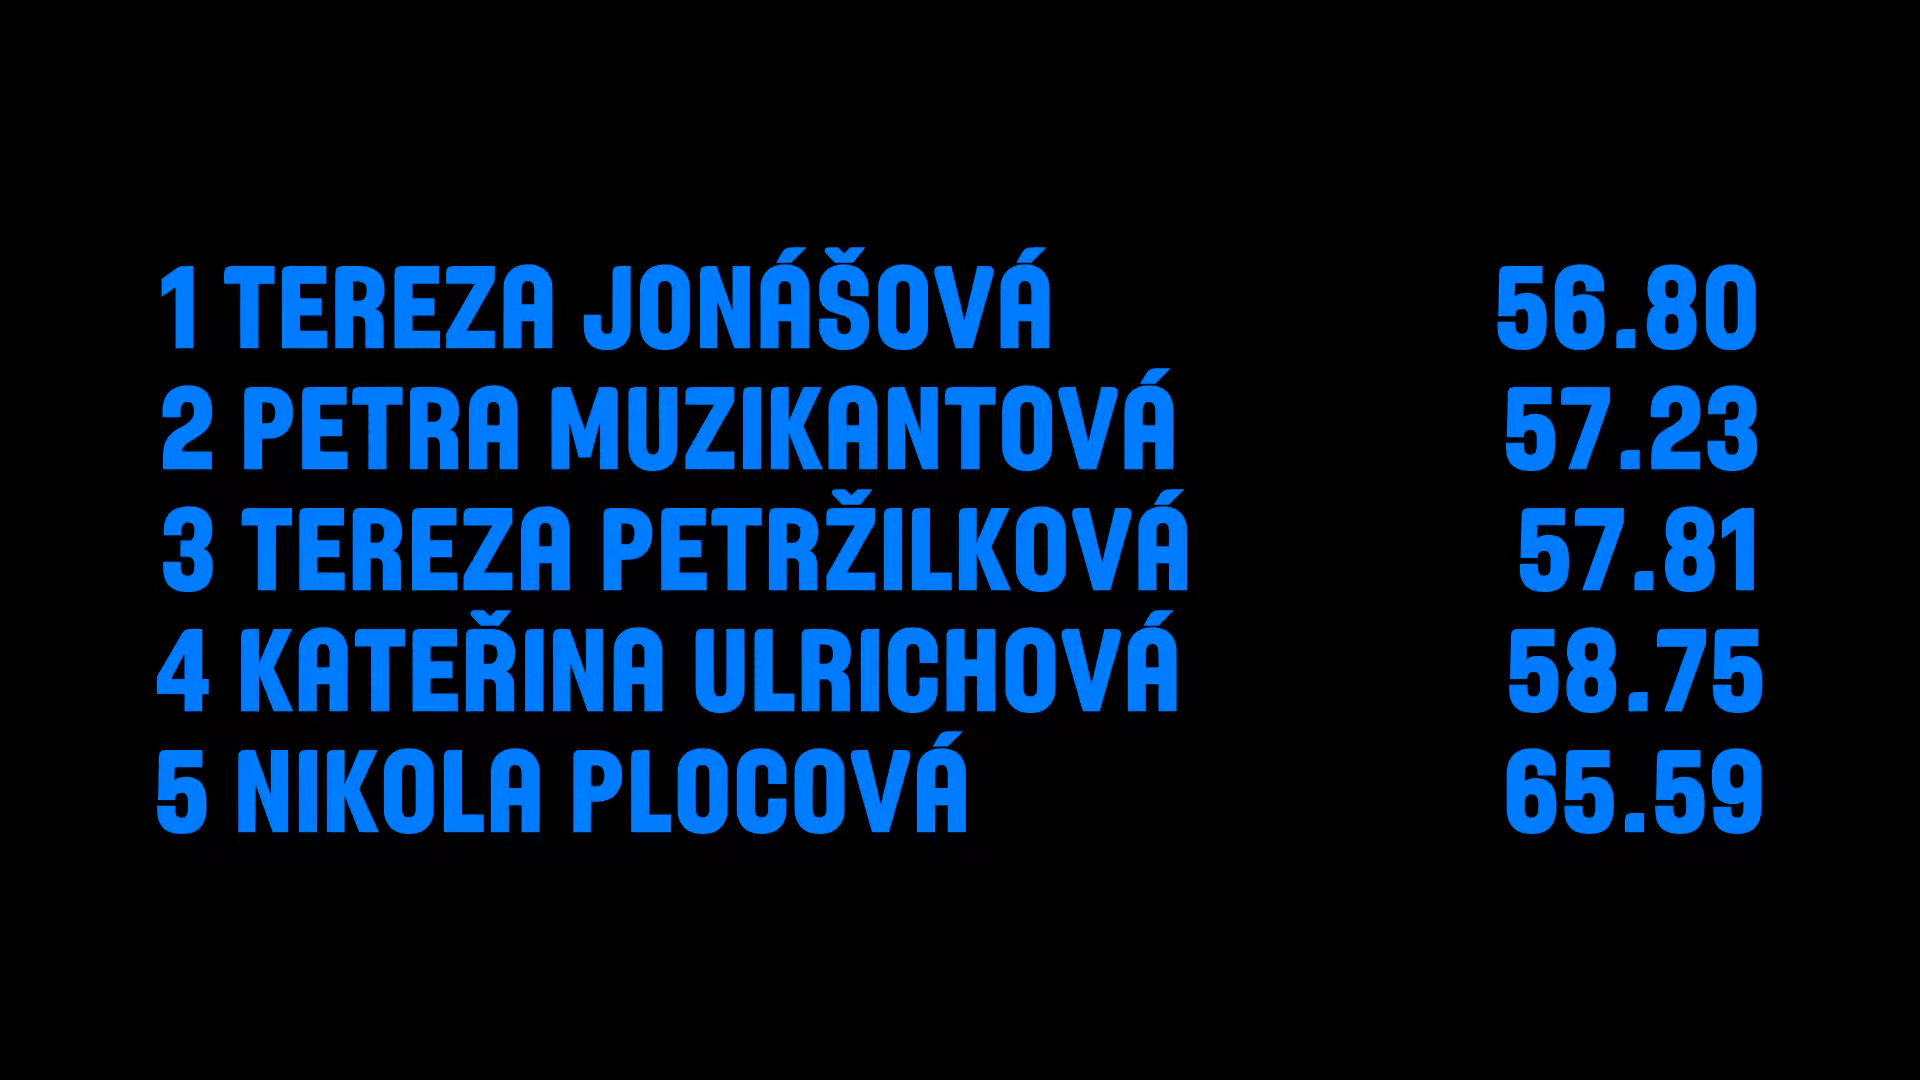 1 TEREZA JONÁŠOVÁ 56.80
2 PETRA MUZIKANTOVÁ 57.23
3 TEREZA PETRŽILKOVÁ 57.81
4 KATEŘINA ULRICHOVÁ 58.75
5 NIKOLA PLOCOVÁ 65.59